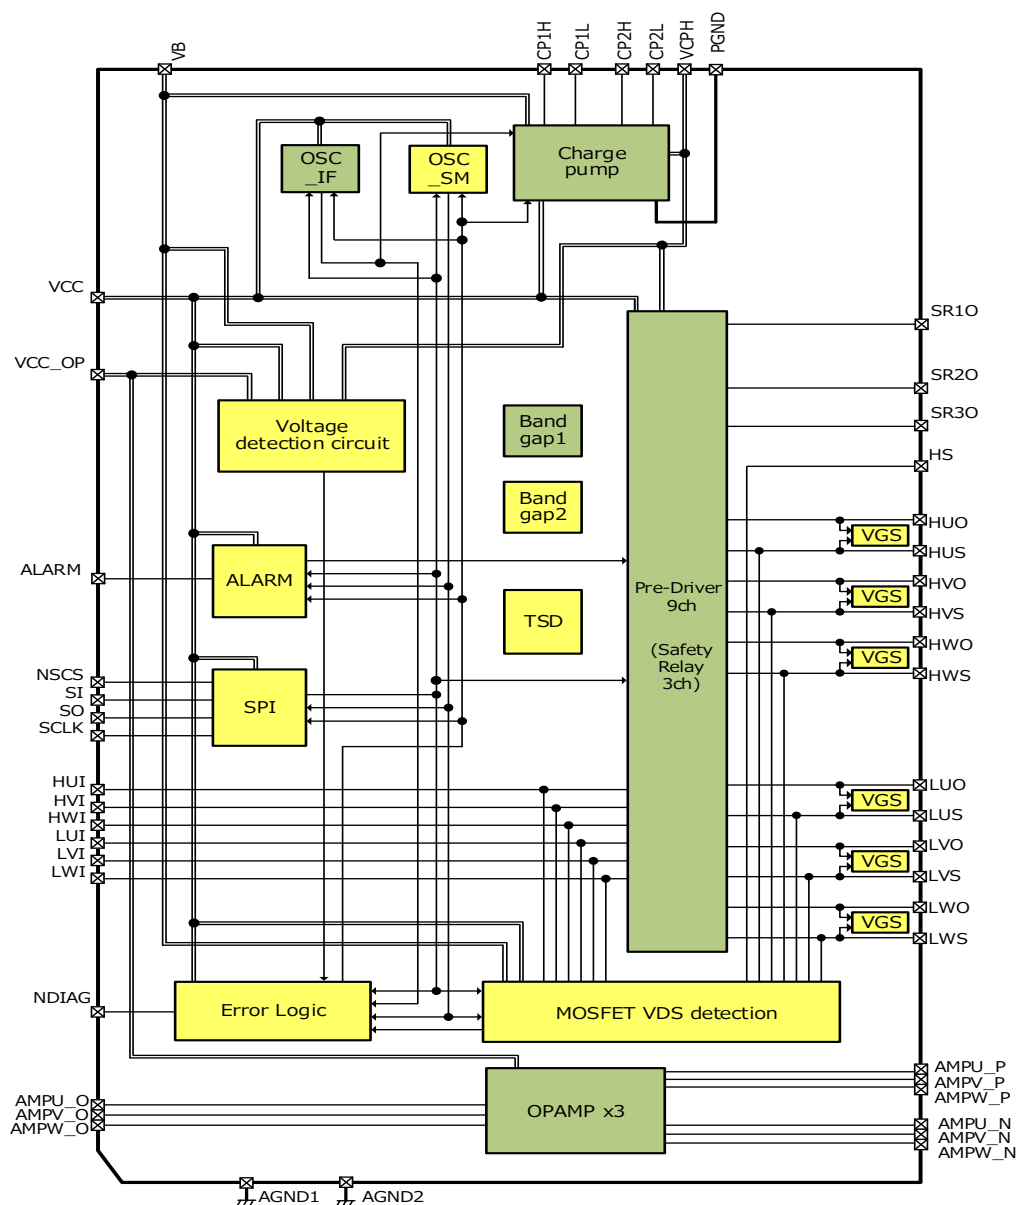 VB
CP1H
CP1L
CP2H
CP2L
VCPH
PGND
OSC
_IF
OSC
_SM
Charge
pump
VCC
VCC_OP
SR1O
SR2O
SR3O
HS
Voltage
detection circuit
Band
gap1
Band
gap2
ALARM
ALARM
TSD
Pre-Driver
9ch
(Safety
Relay
3ch)
HUO
VGS
HUS
HVO
VGS
HVS
HWO
VGS
HWS
NSCS
SI
SO
SCLK
SPI
HUI
HVI
HWI
LUI
LVI
LWI
LUO
VGS
LUS
LVO
VGS
LVS
LWO
VGS
LWS
NDIAG
Error Logic
MOSFET VDS detection
AMPU_O
AMPV_O
AMPW_O
OPAMP x3
AMPU_P
AMPV_P
AMPW_P
AMPU_N
AMPV_N
AMPW_N
AGND1
AGND2